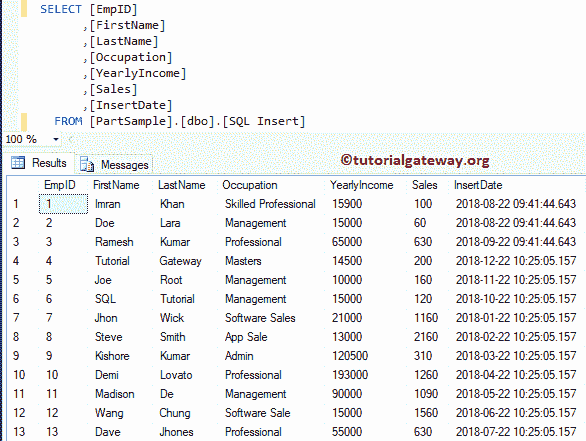 SELECT [EmpID]
,[FirstName]
,[LastName]
,[Occupation]
,[YearlyIncome]
,[Sales]
,[InsertDate]
FROM [PartSample].[dbo].[SQL Insert]
100 %
Results Messages
©tutorialgateway.org
EmpID FirstName LastName Occupation YearlyIncome Sales InsertDate
1 1 Imran Khan Skilled Professional 15900 100 2018-08-22 09:41:44.643
2 2 Doe Lara Management 15000 60 2018-08-22 09:41:44.643
3 3 Ramesh Kumar Professional 65000 630 2018-09-22 09:41:44.643
4 4 Tutorial Gateway Masters 14500 200 2018-12-22 10:25:05.157
5 5 Joe Root Management 10000 160 2018-11-22 10:25:05.157
6 6 SQL Tutorial Management 15000 120 2018-10-22 10:25:05.157
7 7 Jhon Wick Software Sales 21000 1160 2018-01-22 10:25:05.157
8 8 Steve Smith App Sale 13000 2160 2018-02-22 10:25:05.157
9 9 Kishore Kumar Admin 120500 310 2018-03-22 10:25:05.157
10 10 Demi Lovato Professional 193000 1260 2018-04-22 10:25:05.157
11 11 Madison De Management 90000 1090 2018-05-22 10:25:05.157
12 12 Wang Chung Software Sale 15000 1560 2018-06-22 10:25:05.157
13 13 Dave Jhones Professional 55000 630 2018-07-22 10:25:05.157